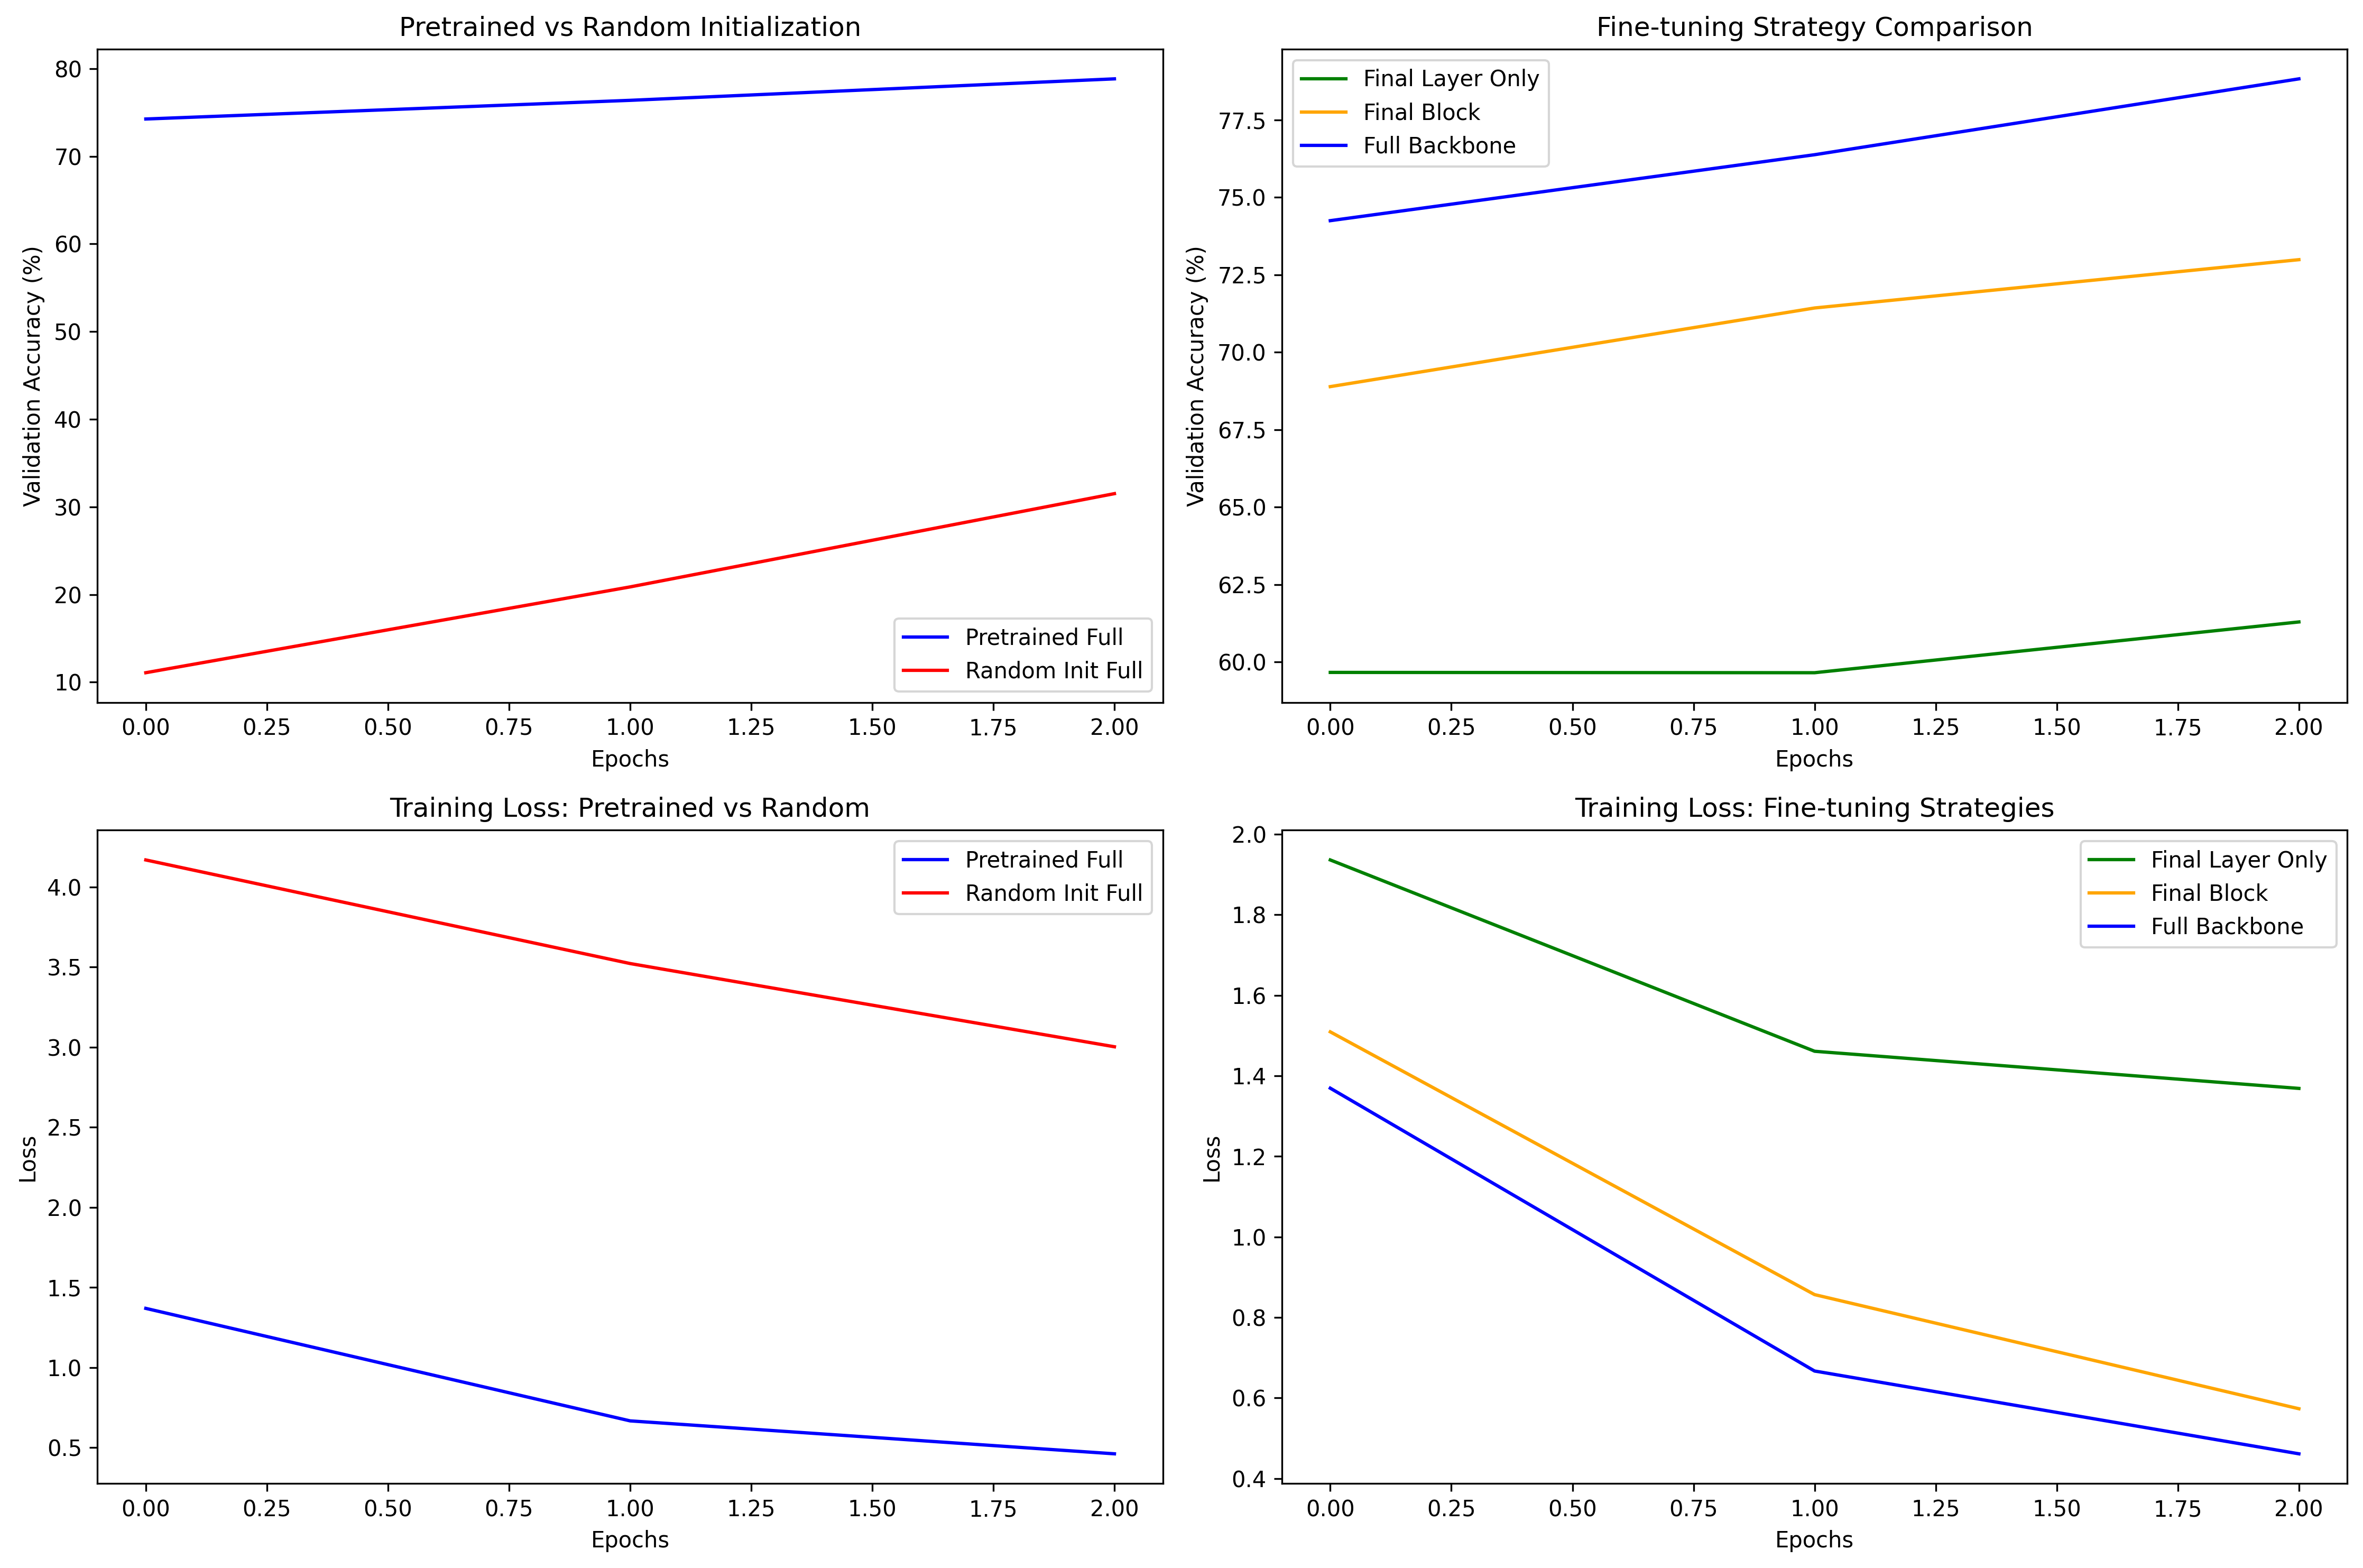 Pretrained vs Random Initialization
Validation Accuracy (%)
80
70
60
50
40
30
20
10
Pretrained Full
Random Init Full
0.00 0.25 0.50 0.75 1.00 1.25 1.50 1.75 2.00
Epochs
Fine-tuning Strategy Comparison
Validation Accuracy (%)
77.5
75.0
72.5
70.0
67.5
65.0
62.5
60.0
Final Layer Only
Final Block
Full Backbone
0.00 0.25 0.50 0.75 1.00 1.25 1.50 1.75 2.00
Epochs
Training Loss: Pretrained vs Random
Loss
4.0
3.5
3.0
2.5
2.0
1.5
1.0
0.5
Pretrained Full
Random Init Full
0.00 0.25 0.50 0.75 1.00 1.25 1.50 1.75 2.00
Epochs
Training Loss: Fine-tuning Strategies
Loss
2.0
1.8
1.6
1.4
1.2
1.0
0.8
0.6
0.4
Final Layer Only
Final Block
Full Backbone
0.00 0.25 0.50 0.75 1.00 1.25 1.50 1.75 2.00
Epochs